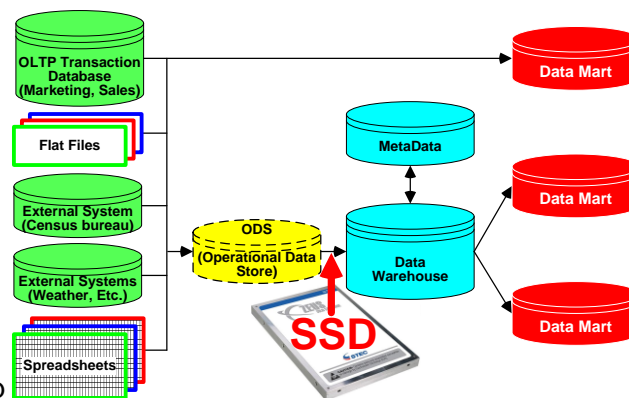 OLTP Transaction
Database
(Marketing, Sales)
Flat Files
External System
(Census bureau)
External Systems
(Weather, Etc.)
Spreadsheets
ODS
(Operational Data
Store)
MetaData
Data
Warehouse
Data Mart
Data Mart
Data Mart
SSD
STEC